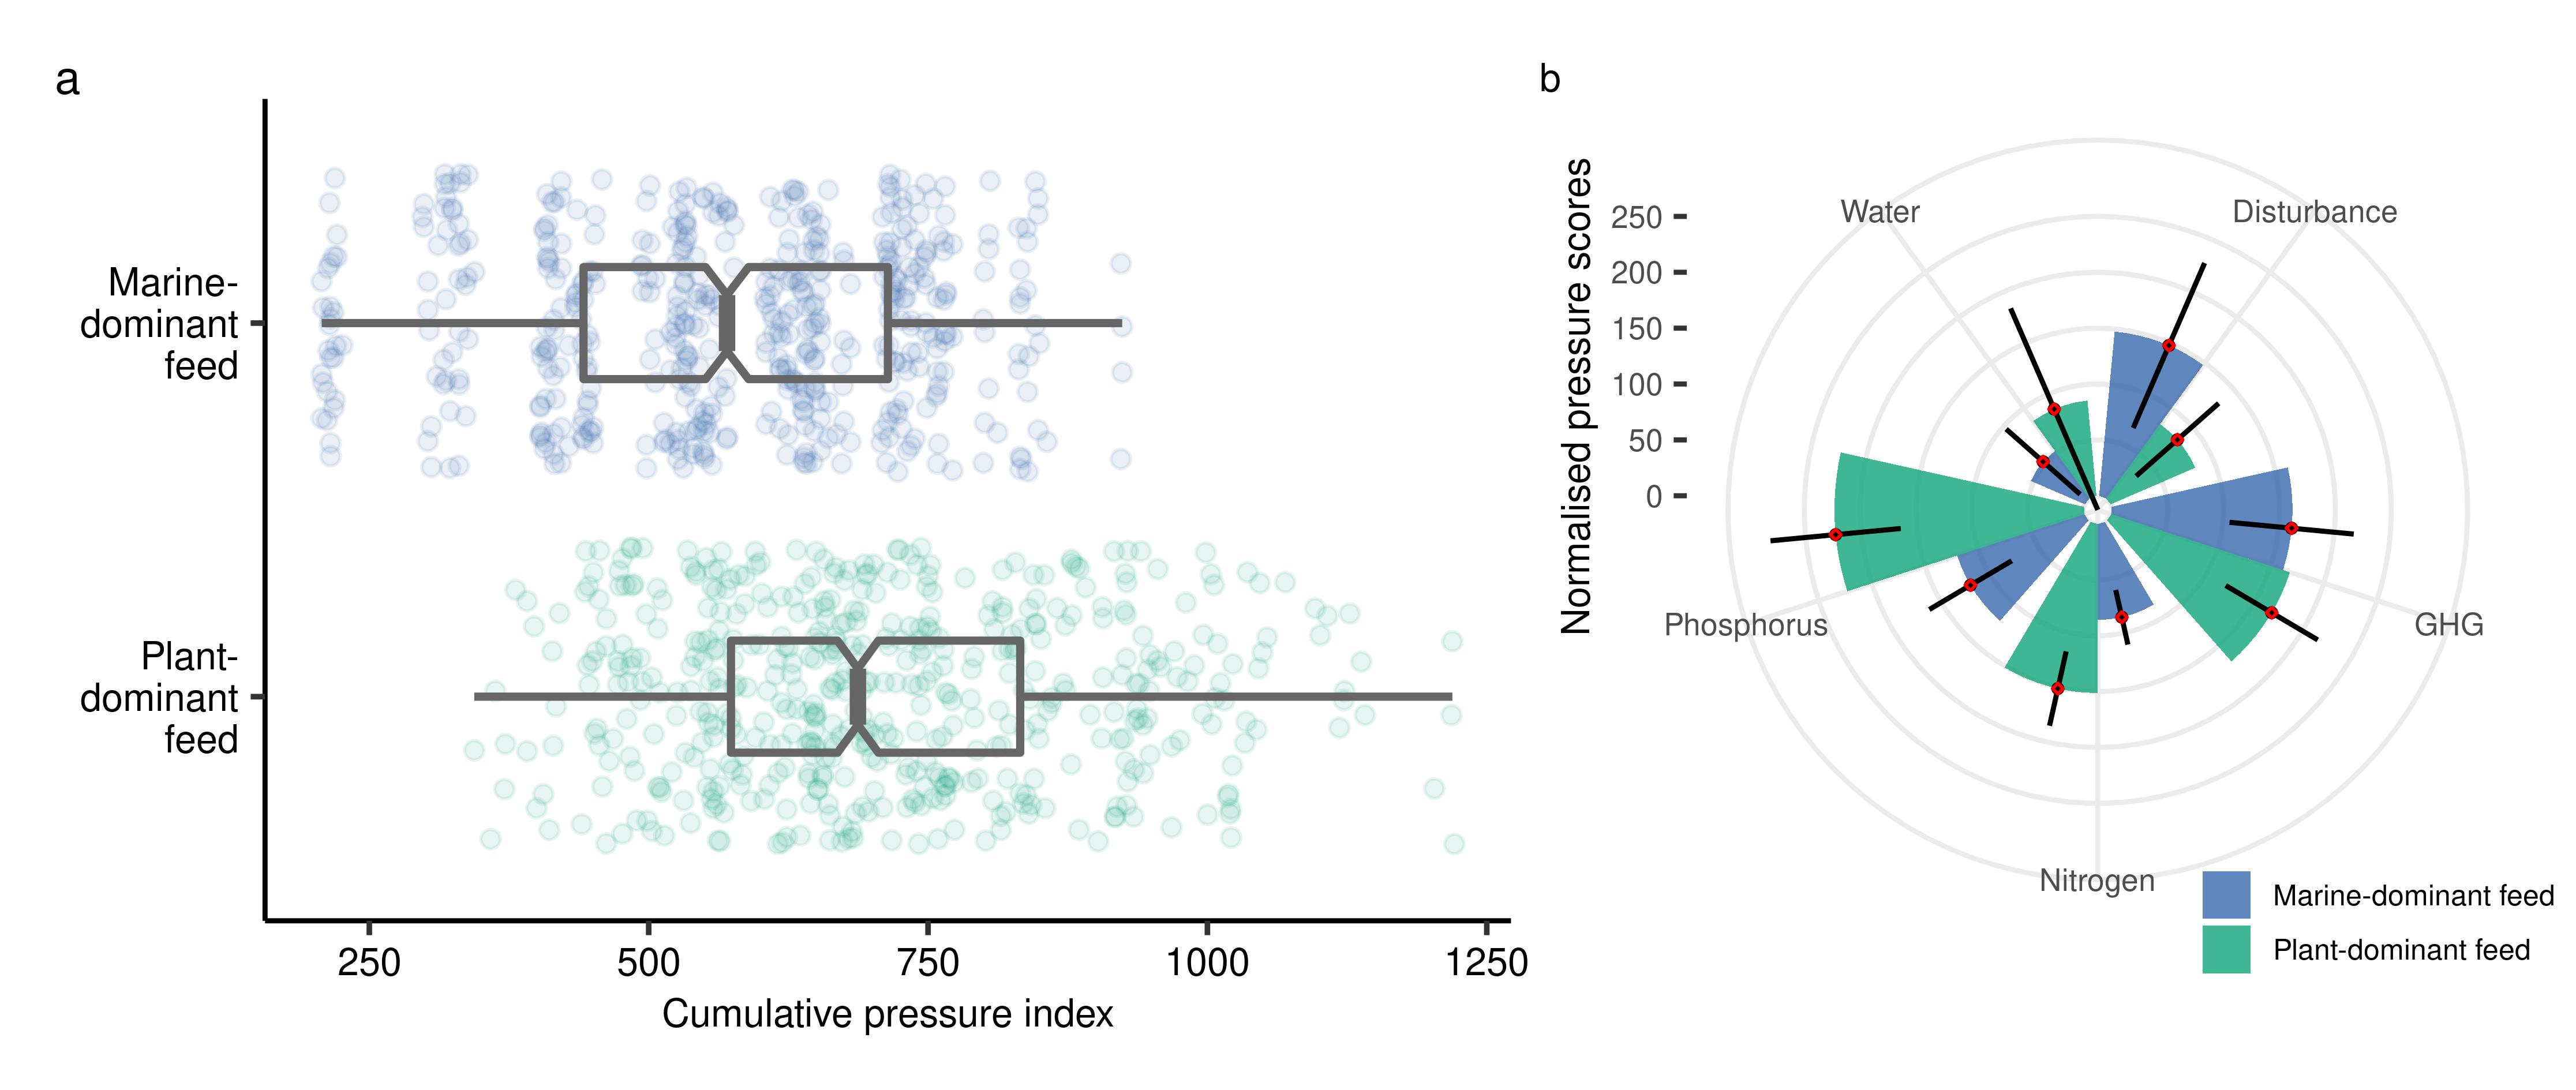 a
Marine-
dominant
feed
Plant-
dominant
feed
250 500 750 1000 1250
Cumulative pressure index
b
Normalised pressure scores
250
200
150
100
50
0
Water
Disturbance
Phosphorus
GHG
Nitrogen
Marine-dominant feed
Plant-dominant feed